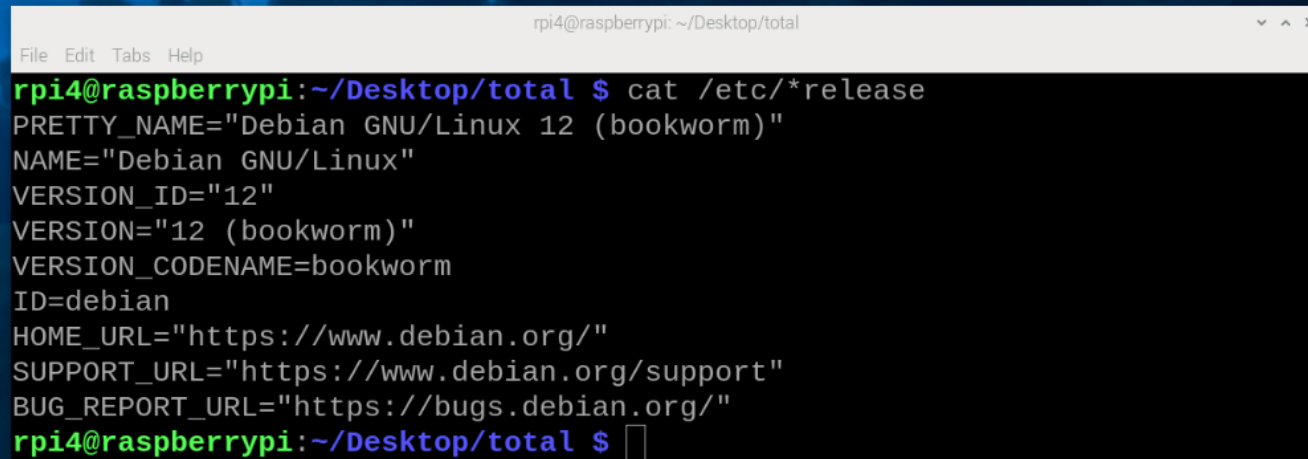 rpi4@raspberrypi: ~/Desktop/total
File Edit Tabs Help
rpi4@raspberrypi:~/Desktop/total $ cat /etc/*release
PRETTY_NAME="Debian GNU/Linux 12 (bookworm)"
NAME="Debian GNU/Linux"
VERSION_ID="12"
VERSION="12 (bookworm)"
VERSION_CODENAME=bookworm
ID=debian
HOME_URL="https://www.debian.org/"
SUPPORT_URL="https://www.debian.org/support"
BUG_REPORT_URL="https://bugs.debian.org/"
rpi4@raspberrypi:~/Desktop/total $